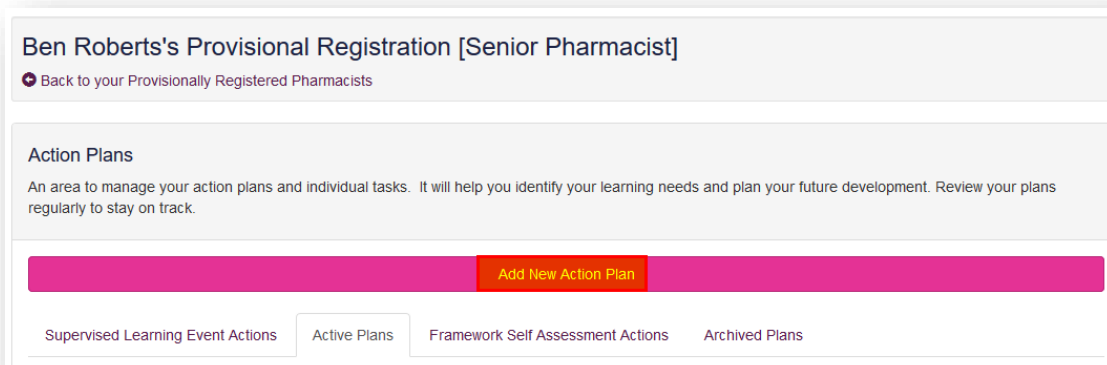 Ben Roberts's Provisional Registration [Senior Pharmacist]
Back to your Provisionally Registered Pharmacists
Action Plans
An area to manage your action plans and individual tasks.  It will help you identify your learning needs and plan your future development. Review your plans
regularly to stay on track.
Add New Action Plan
Supervised Learning Event Actions Active Plans Framework Self Assessment Actions Archived Plans